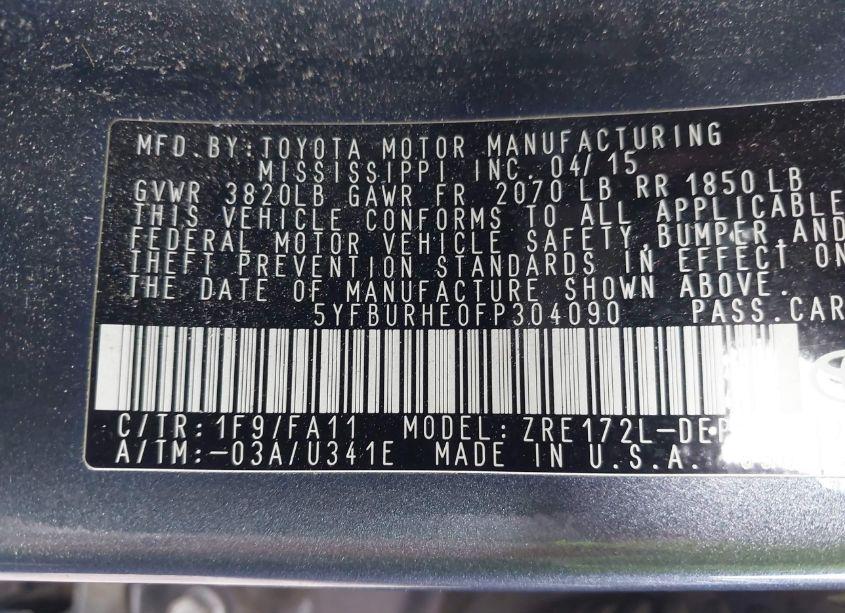 MFD.BY:TOYOTA MOTOR MANUFACTURING
MISSISSIPPI INC. 04/15
GVWR 3820LB GAWR FR 2070 LB RR 1850 LB
THIS VEHICLE CONFORMS TO ALL APPLICABLE
FEDERAL MOTOR VEHICLE SAFETY,BUMPER,AND
THEFT PREVENTION STANDARDS IN EFFECT ON
THE DATE OF MANUFACTURE SHOWN ABOVE.
5YFBURHE0FP304090 PASS.CAR
C/TR:1F9/FA11 MODEL:
A/TM:-03A/U341E MADE IN U.S.A.